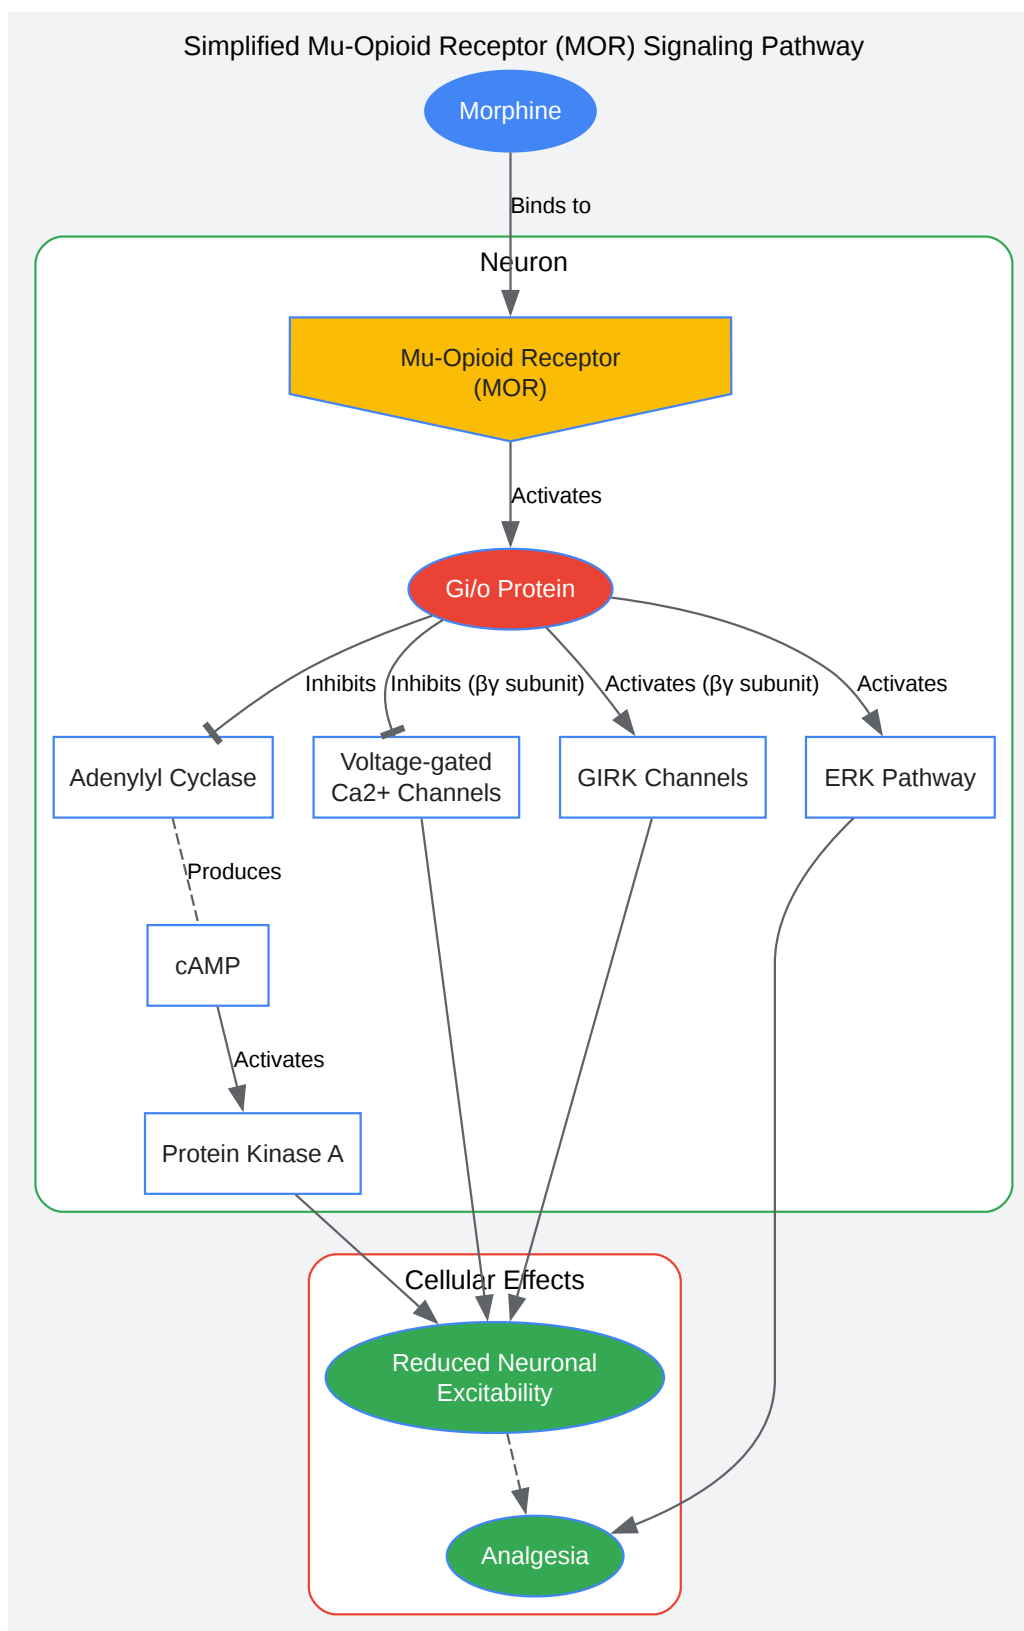 Simplified Mu-Opioid Receptor (MOR) Signaling Pathway
Morphine
Binds to
Neuron
Mu-Opioid Receptor
(MOR)
Activates
Gi/o Protein
Inhibits
Inhibits (βγ subunit)
Activates (βγ subunit)
Activates
Adenylyl Cyclase
Voltage-gated
Ca2+ Channels
GIRK Channels
ERK Pathway
Produces
cAMP
Activates
Protein Kinase A
Cellular Effects
Reduced Neuronal
Excitability
Analgesia